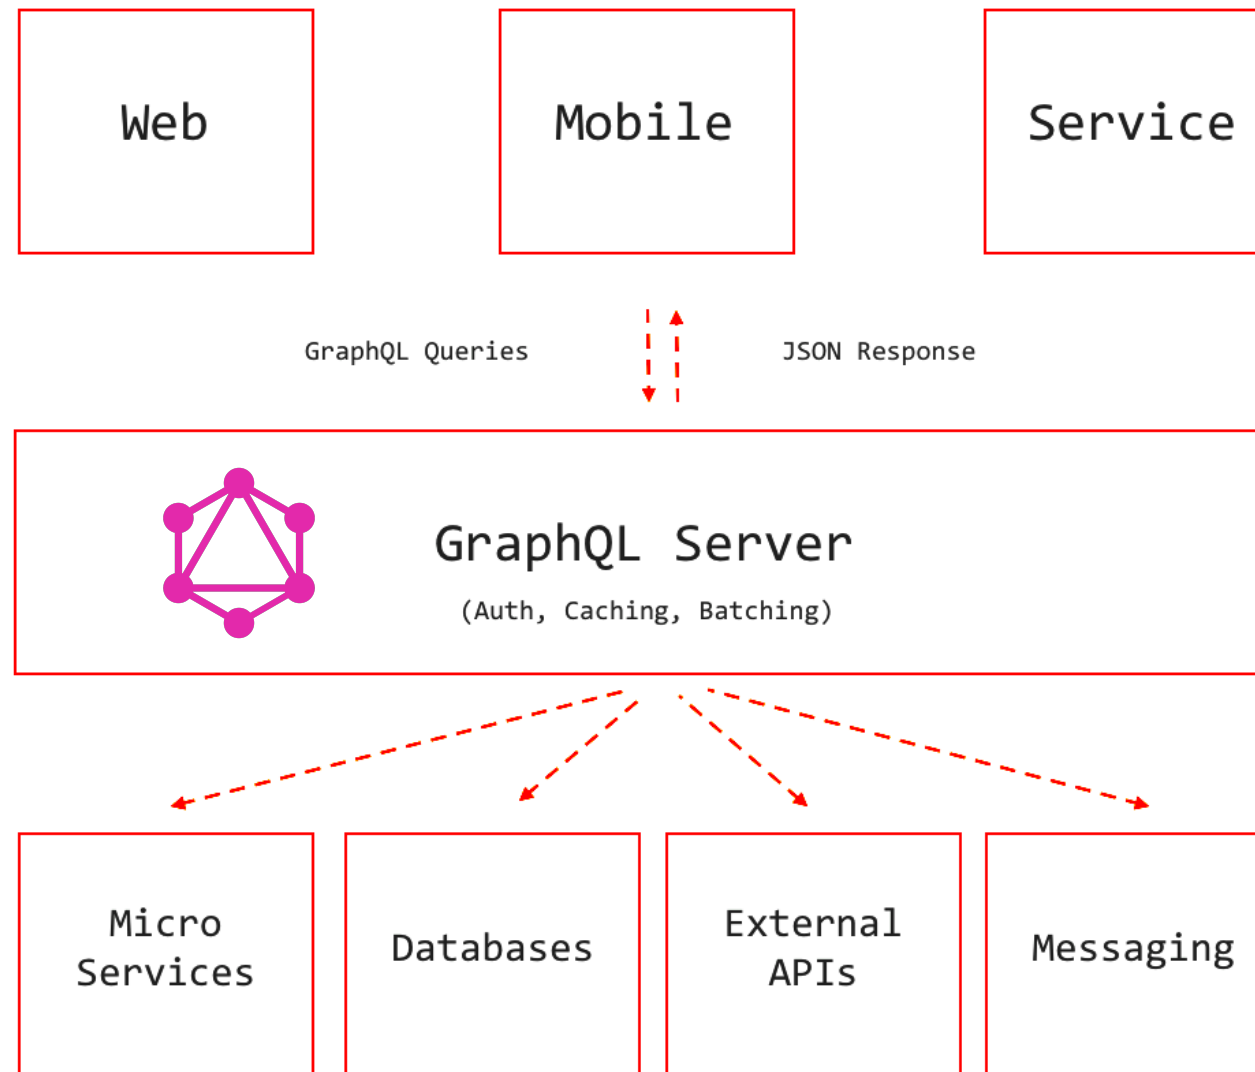 Web
Mobile
Service
GraphQL Queries
JSON Response
GraphQL Server
(Auth, Caching, Batching)
Micro
Services
Databases
External
APIs
Messaging